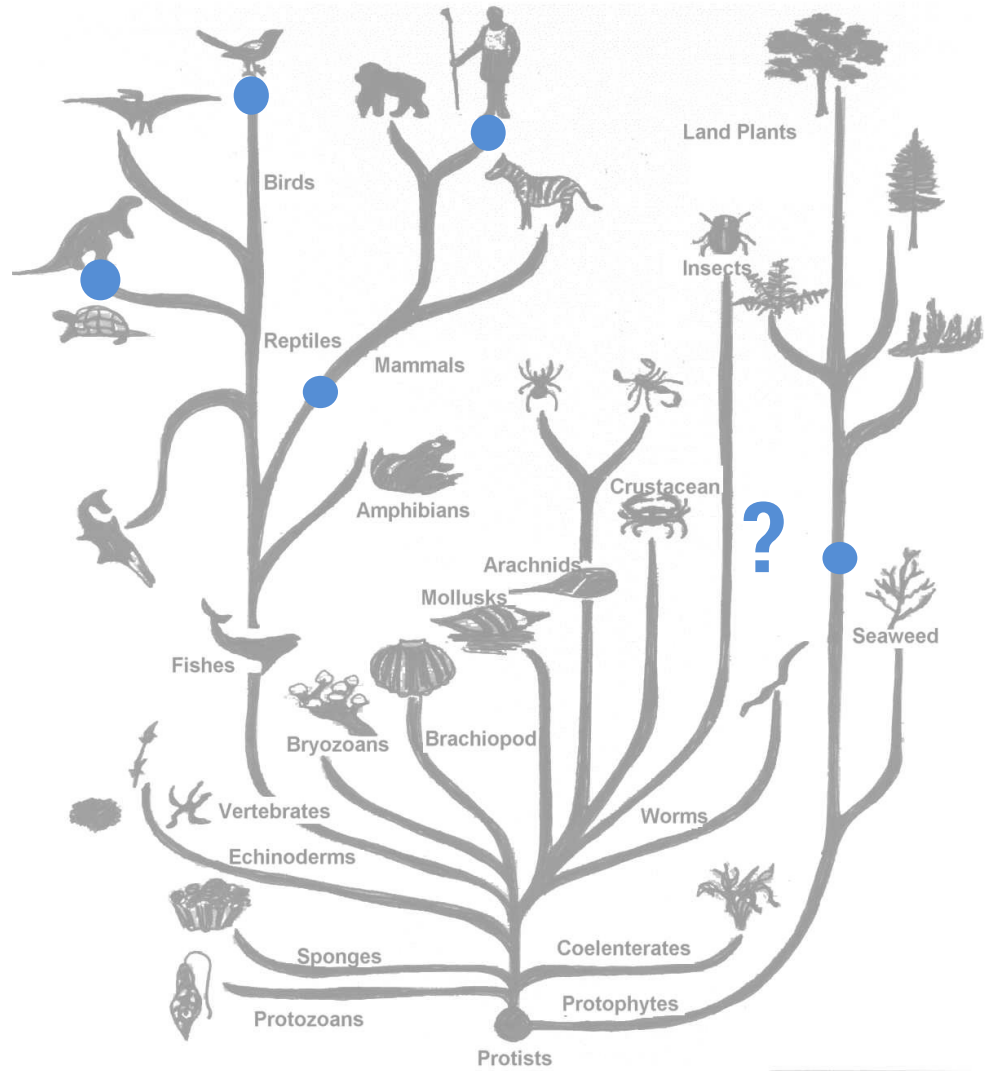 Land Plants
Birds
Insects
Reptiles
Mammals
Crustacean
Amphibians
?
Arachnids
Mollusks
Seaweed
Fishes
Bryozoans
Brachiopod
Vertebrates
Worms
Echinoderms
Coelenterates
Sponges
Protophytes
Protozoans
Protists